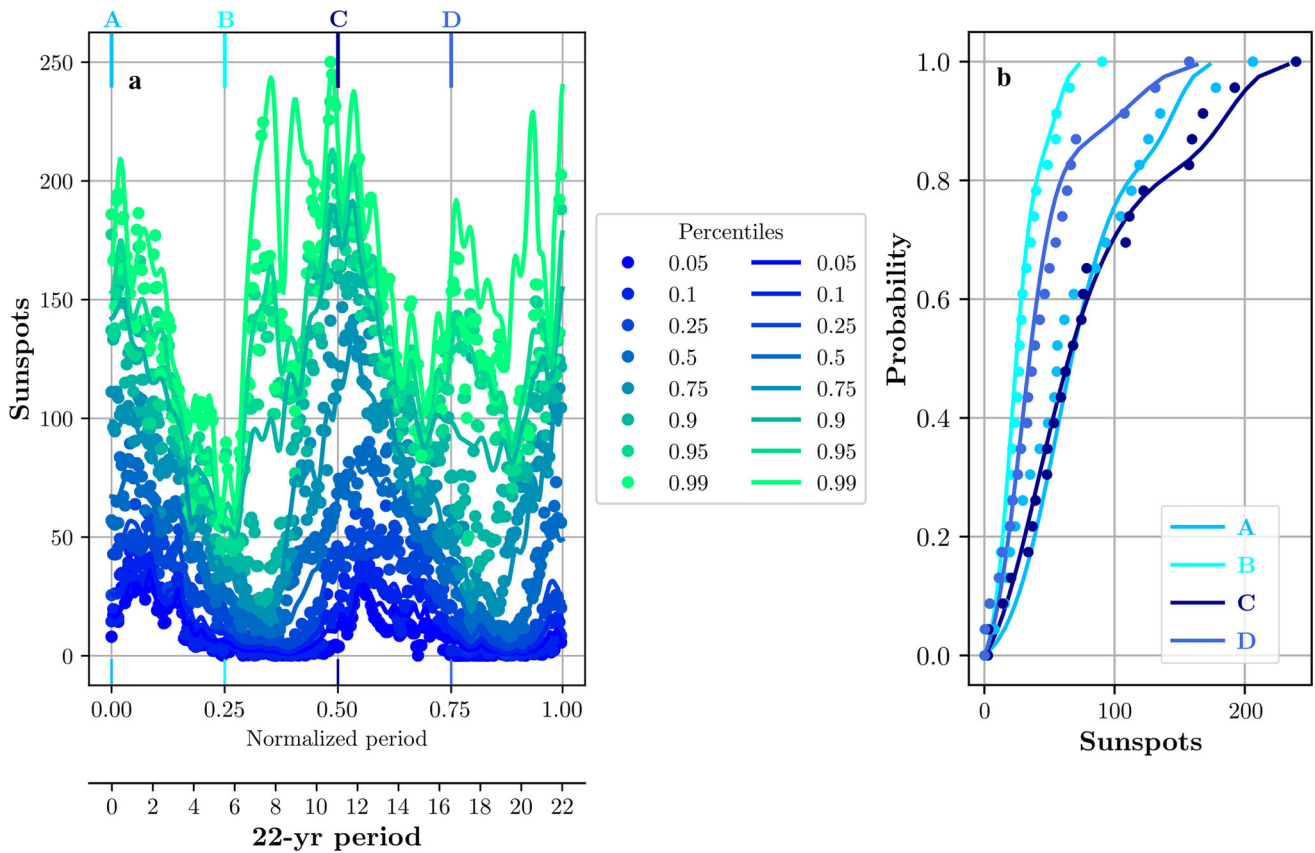 A B C D
a
250
200
150
100
50
0
Sunspots
0.00 0.25 0.50 0.75 1.00
Normalized period
0 2 4 6 8 10 12 14 16 18 20 22
22-yr period
Percentiles
0.05 0.05
0.1 0.1
0.25 0.25
0.5 0.5
0.75 0.75
0.9 0.9
0.95 0.95
0.99 0.99
b
1.0
0.8
0.6
0.4
0.2
0.0
Probability
A
B
C
D
0 100 200
Sunspots